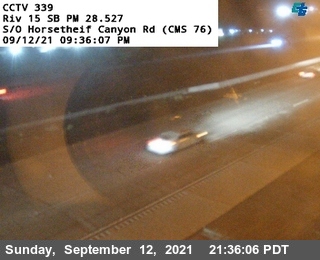 CCTV 339
Riv 15 SB PM 28.527
S/O Horsetheif Canyon Rd (CMS 76)
09/12/21 09:36:07 PM
Sunday, September 12, 2021 21:36:06 PDT